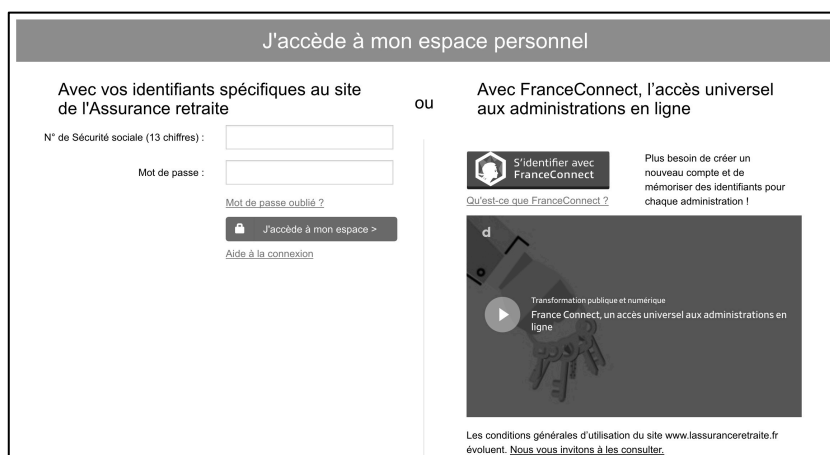 J'accède à mon espace personnel
Avec vos identifiants spécifiques au site
de l'Assurance retraite
N° de Sécurité sociale (13 chiffres) :
Mot de passe :
Mot de passe oublié ?
J'accède à mon espace >
Aide à la connexion
ou
Avec FranceConnect, l’accès universel
aux administrations en ligne
S’identifier avec
FranceConnect
Qu'est-ce que FranceConnect ?
Plus besoin de créer un
nouveau compte et de
mémoriser des identifiants pour
chaque administration !
d
Transformation publique et numérique
France Connect, un accès universel aux administrations en
ligne
Les conditions générales d’utilisation du site www.lassuranceretraite.fr
évoluent. Nous vous invitons à les consulter.